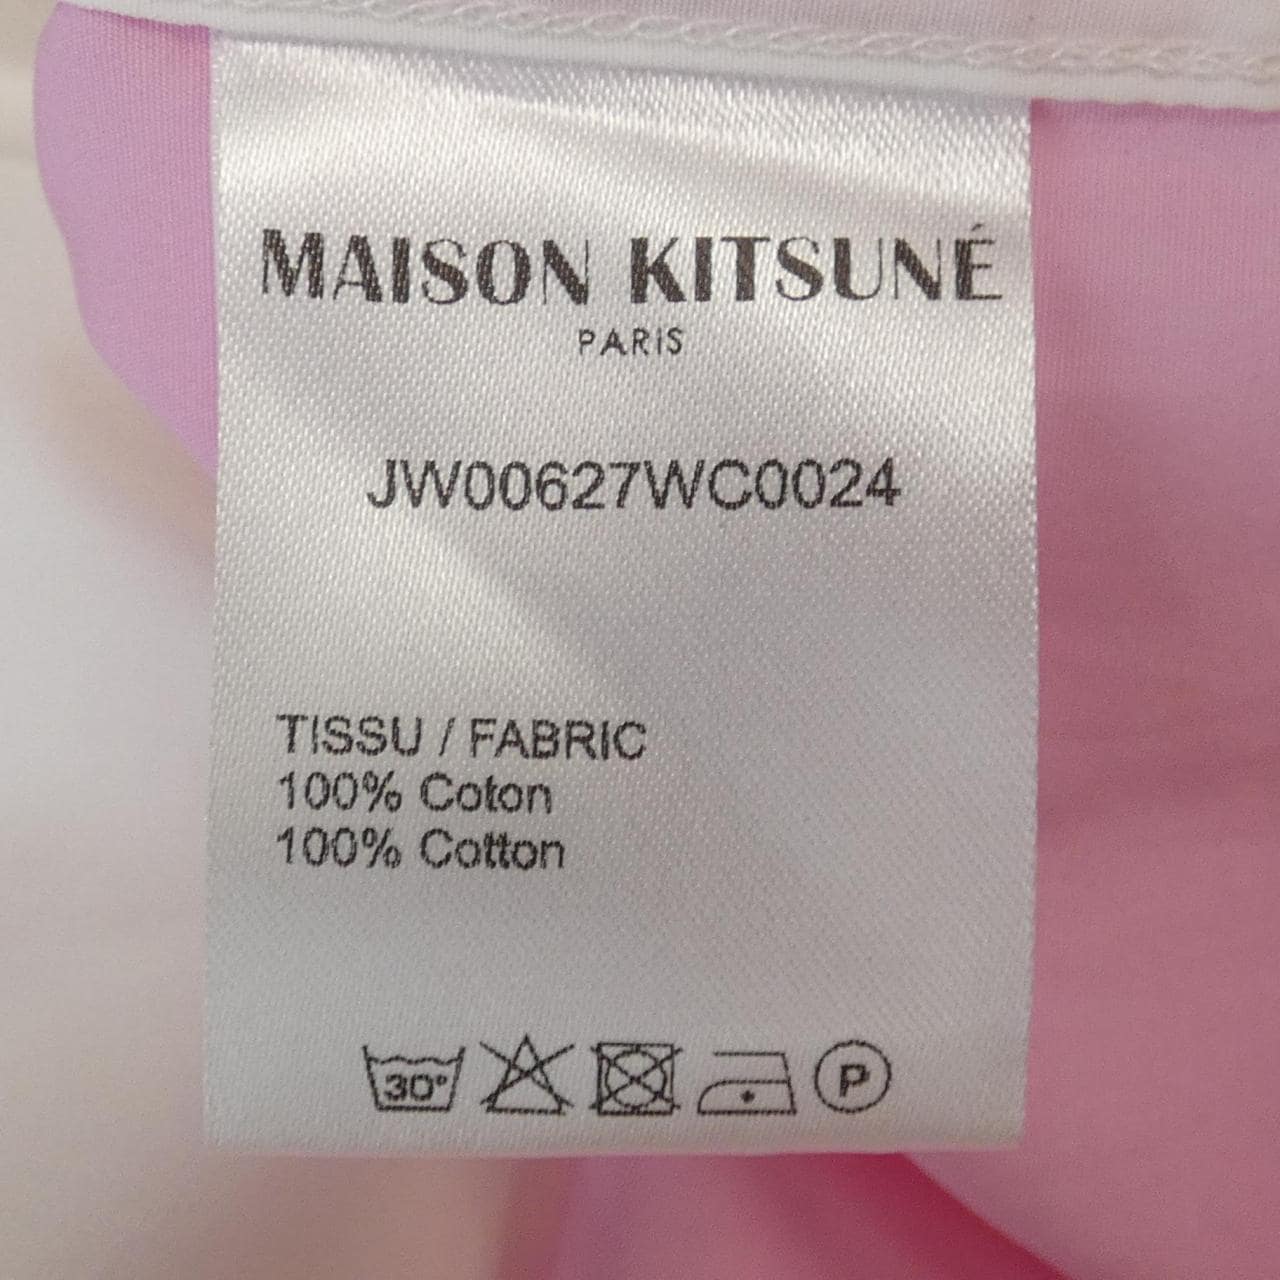 MAISON KITSUNÉ
PARIS
JW00627WC0024
TISSU / FABRIC
100% Coton
100% Cotton
30° P